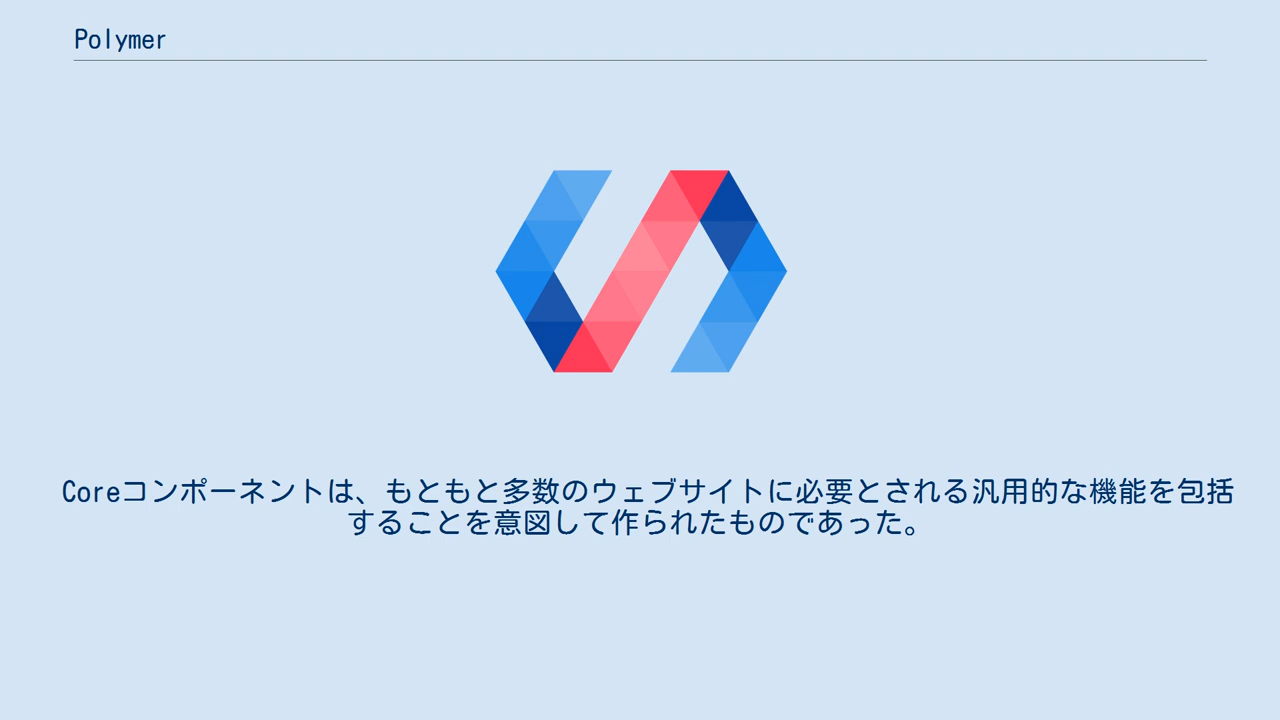 Polymer
Coreコンポーネントは、もともと多数のウェブサイトに必要とされる汎用的な機能を包括
することを意図して作られたものであった。